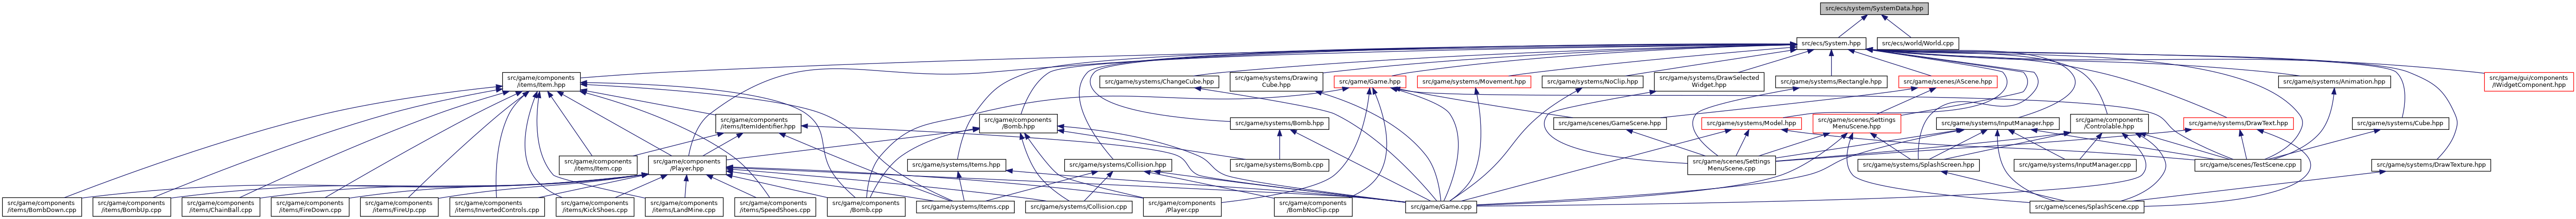 src/ecs/system/SystemData.hpp
src/ecs/System.hpp
src/ecs/world/World.cpp
src/game/components
/items/Item.hpp
src/game/systems/ChangeCube.hpp
src/game/systems/Drawing
Cube.hpp
src/game/Game.hpp
src/game/systems/Movement.hpp
src/game/systems/NoClip.hpp
src/game/systems/DrawSelected
Widget.hpp
src/game/systems/Rectangle.hpp
src/game/scenes/AScene.hpp
src/game/systems/Animation.hpp
src/game/gui/components
/IWidgetComponent.hpp
src/game/components
/items/ItemIdentifier.hpp
src/game/components
/Bomb.hpp
src/game/systems/Bomb.hpp
src/game/scenes/GameScene.hpp
src/game/systems/Model.hpp
src/game/scenes/Settings
MenuScene.hpp
src/game/systems/InputManager.hpp
src/game/components
/Controlable.hpp
src/game/systems/DrawText.hpp
src/game/systems/Cube.hpp
src/game/components
/items/Item.cpp
src/game/components
/Player.hpp
src/game/systems/Items.hpp
src/game/systems/Collision.hpp
src/game/systems/Bomb.cpp
src/game/scenes/Settings
MenuScene.cpp
src/game/systems/SplashScreen.hpp
src/game/systems/InputManager.cpp
src/game/scenes/TestScene.cpp
src/game/systems/DrawTexture.hpp
src/game/components
/items/BombDown.cpp
src/game/components
/items/BombUp.cpp
src/game/components
/items/ChainBall.cpp
src/game/components
/items/FireDown.cpp
src/game/components
/items/FireUp.cpp
src/game/components
/items/InvertedControls.cpp
src/game/components
/items/KickShoes.cpp
src/game/components
/items/LandMine.cpp
src/game/components
/items/SpeedShoes.cpp
src/game/components
/Bomb.cpp
src/game/systems/Items.cpp
src/game/systems/Collision.cpp
src/game/components
/Player.cpp
src/game/components
/BombNoClip.cpp
src/game/Game.cpp
src/game/scenes/SplashScene.cpp